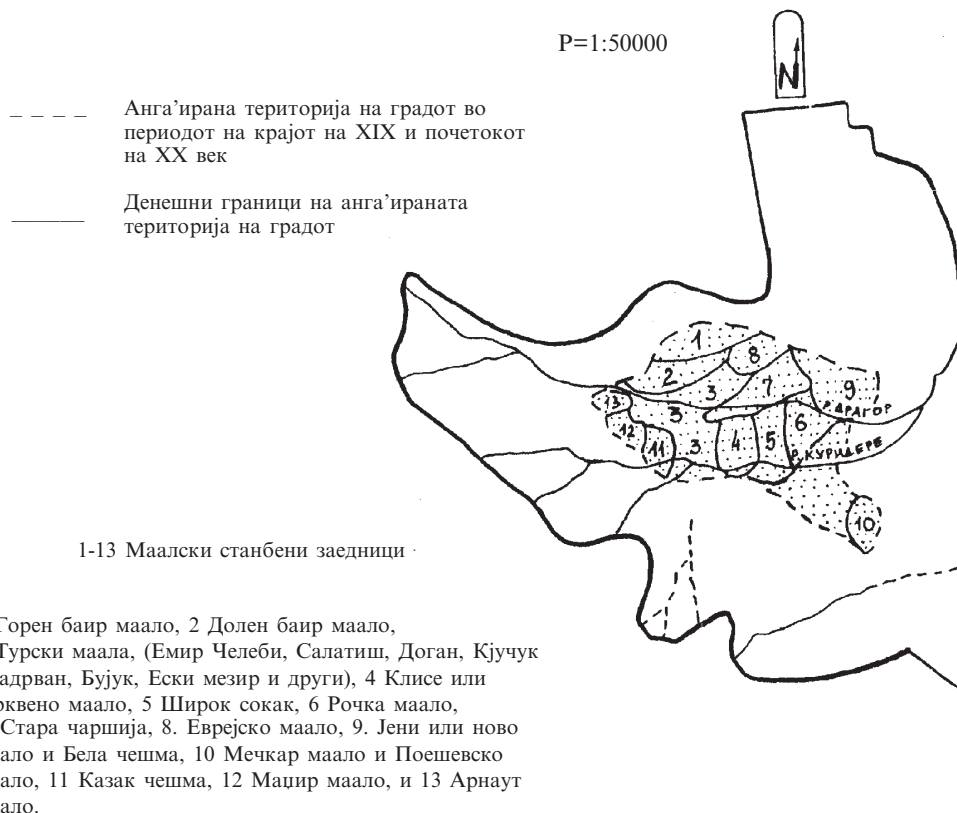 P=1:50000
N
Анга’ирана територија на градот во
периодот на крајот на XIX и почетокот
на XX век
Денешни граници на анга’ираната
територија на градот
1
8
2
3
7
9
13
3
6
Р.ДРАГОР
12
11
3
4
5
Р.КУРИДЕРЕ
10
1-13 Маалски станбени заедници
Горен баир маало, 2 Долен баир маало,
Турски маала, (Емир Челеби, Салатиш, Доган, Кјучук
адрван, Бујук, Ески мезир и други), 4 Клисе или
рквено маало, 5 Широк сокак, 6 Рочка маало,
Стара чаршија, 8. Еврејско маало, 9. Јени или ново
ало и Бела чешма, 10 Мечкар маало и Поешевско
ало, 11 Казак чешма, 12 Маџир маало, и 13 Арнаут
ало.